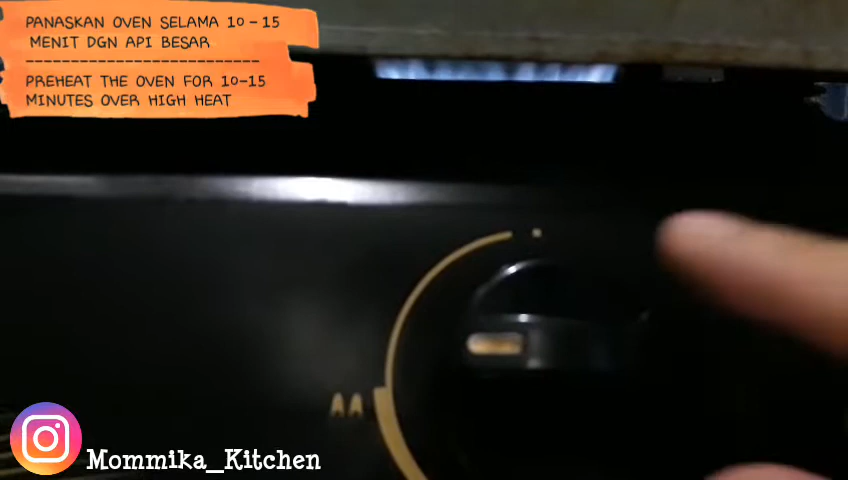 PANASKAN OVEN SELAMA 10-15
MENIT DGN API BESAR
PREHEAT THE OVEN FOR 10-15
MINUTES OVER HIGH HEAT
AA
Mommika_Kitchen